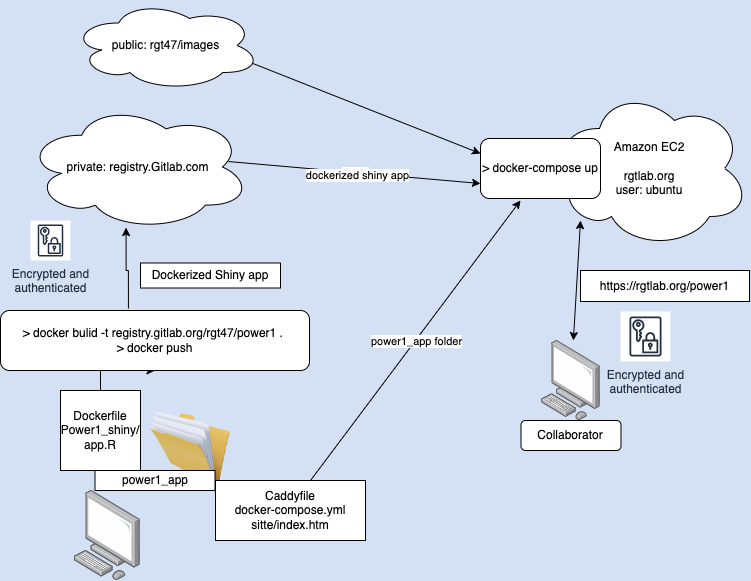 public: rgt47/images
private: registry.Gitlab.com
dockerized shiny app
> docker-compose up
Amazon EC2
rgtlab.org
user: ubuntu
Encrypted and
authenticated
Dockerized Shiny app
https://rgtlab.org/power1
> docker bulid -t registry.gitlab.org/rgt47/power1 .
> docker push
power1_app folder
Encrypted and
authenticated
Collaborator
Dockerfile
Power1_shiny/
app.R
power1_app
Caddyfile
docker-compose.yml
sitte/index.htm